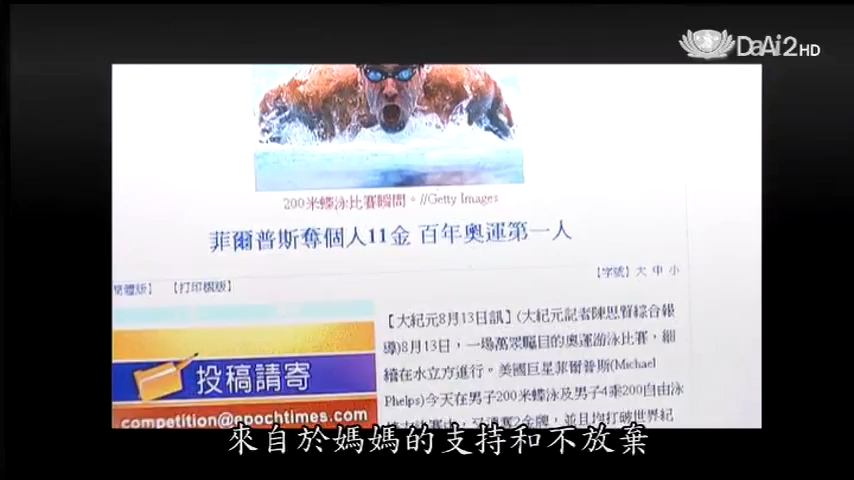 DaAi2HD
200米蝶泳比賽瞬間。//Getty Images
菲爾普斯奪個人11金 百年奧運第一人
【字號】大 中 小
簡體版】 【打印機版】
【大紀元8月13日訊】(大紀元記者陳思賢綜合報
導)8月13日，一場萬眾矚目的奧運游泳比賽，繼
續在水立方進行。美國巨星菲爾普斯(Michael
Phelps)今天在男子200米蝶泳及男子4乘200自由泳
投稿請寄
competition@epochtimes.com
來自於媽媽的支持和不放棄